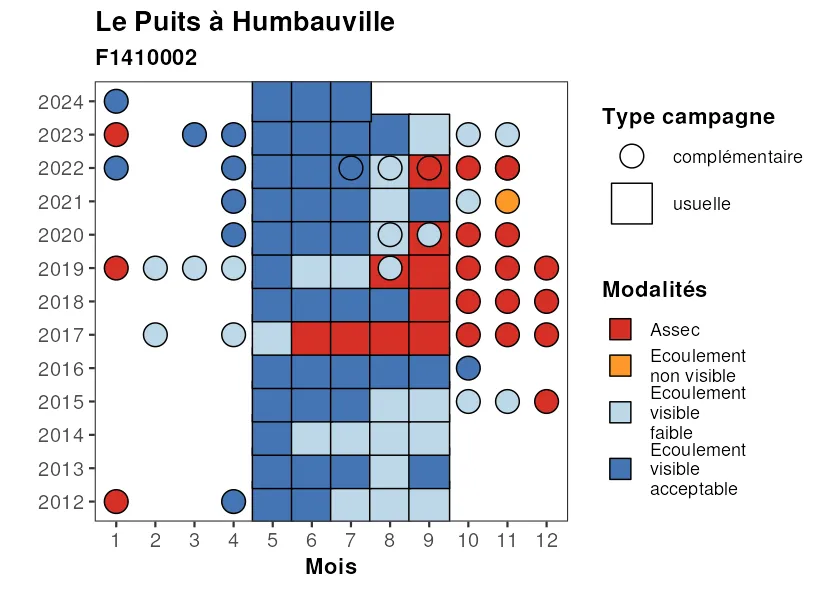 Le Puits à Humbauville
F1410002
2024
2023
2022
2021
2020
2019
2018
2017
2016
2015
2014
2013
2012
1 2 3 4 5 6 7 8 9 10 11 12
Mois
Type campagne
complémentaire
usuelle
Modalités
Assec
Ecoulement
non visible
Ecoulement
visible
faible
Ecoulement
visible
acceptable